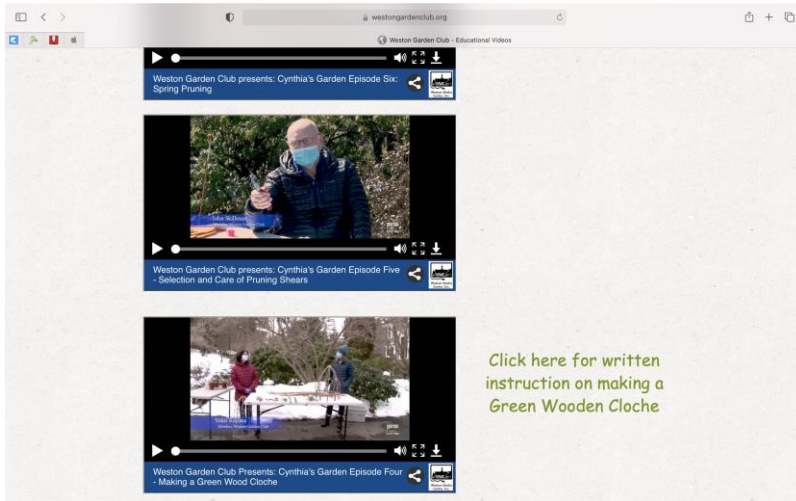 westongardenclub.org
Weston Garden Club - Educational Videos
Weston Garden Club presents: Cynthia's Garden Episode Six:
Spring Pruning
Weston Garden Club presents: Cynthia's Garden Episode Five
- Selection and Care of Pruning Shears
Click here for written
instruction on making a
Green Wooden Cloche
Weston Garden Club Presents: Cynthia's Garden Episode Four
- Making a Green Wood Cloche